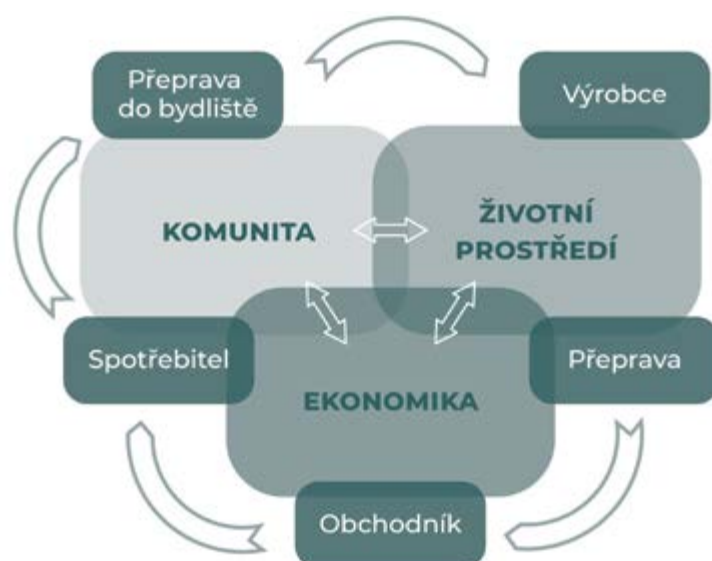 Přeprava
do bydliště
Výrobce
KOMUNITA
ŽIVOTNÍ
PROSTŘEDÍ
Spotřebitel
Přeprava
EKONOMIKA
Obchodník